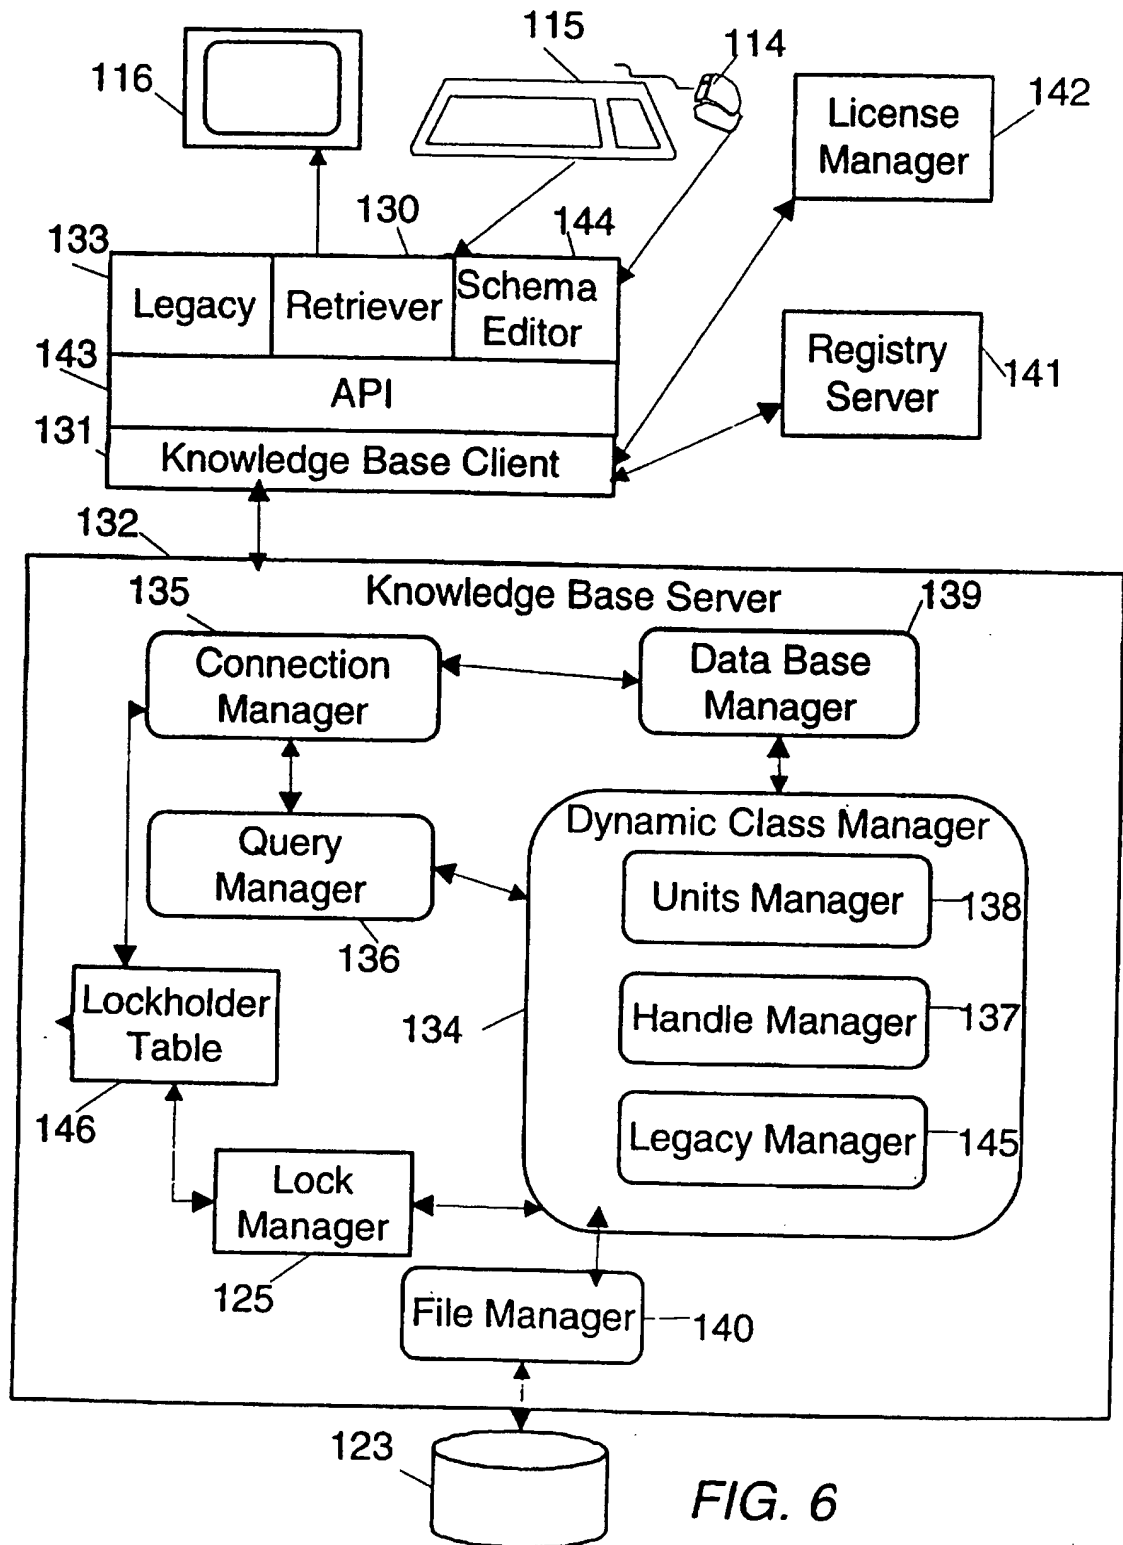 115
114
116
142
License
Manager
130
144
133
Legacy
Retriever
Schema
Editor
Registry
Server
141
143
API
131
Knowledge Base Client
132
Knowledge Base Server
135
139
Connection
Manager
Data Base
Manager
Dynamic Class Manager
Query
Manager
Units Manager
138
136
Lockholder
Table
134
Handle Manager
137
146
Legacy Manager
145
Lock
Manager
125
File Manager
140
123
FIG. 6